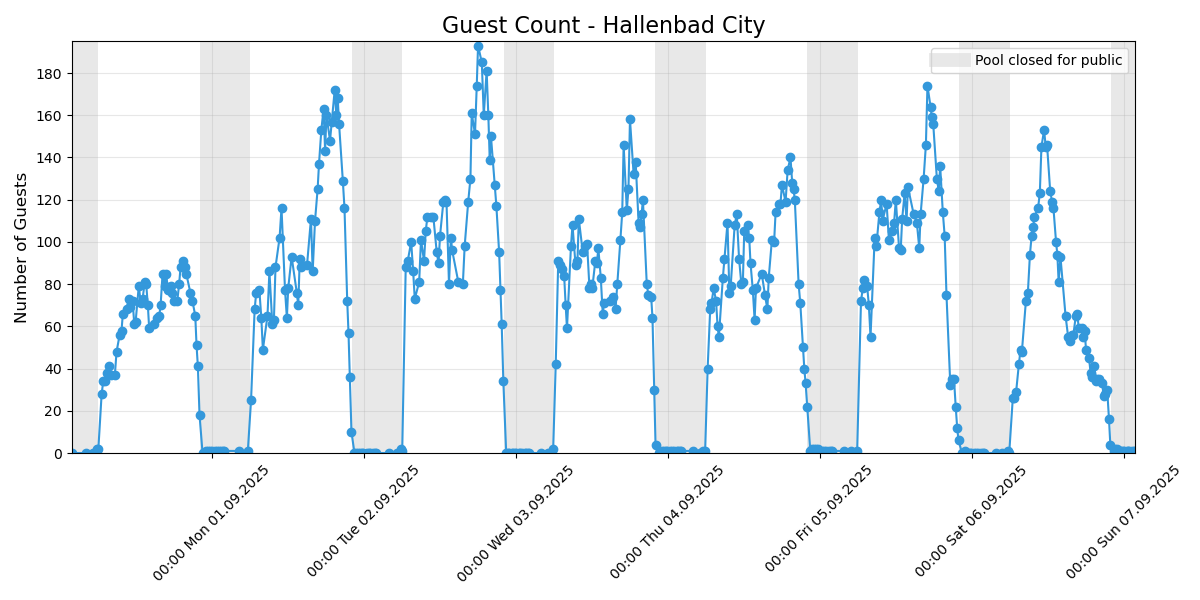 Guest Count - Hallenbad City
Pool closed for public
Number of Guests
180
160
140
120
100
80
60
40
20
0
00:00 Mon 01.09.2025
00:00 Tue 02.09.2025
00:00 Wed 03.09.2025
00:00 Thu 04.09.2025
00:00 Fri 05.09.2025
00:00 Sat 06.09.2025
00:00 Sun 07.09.2025